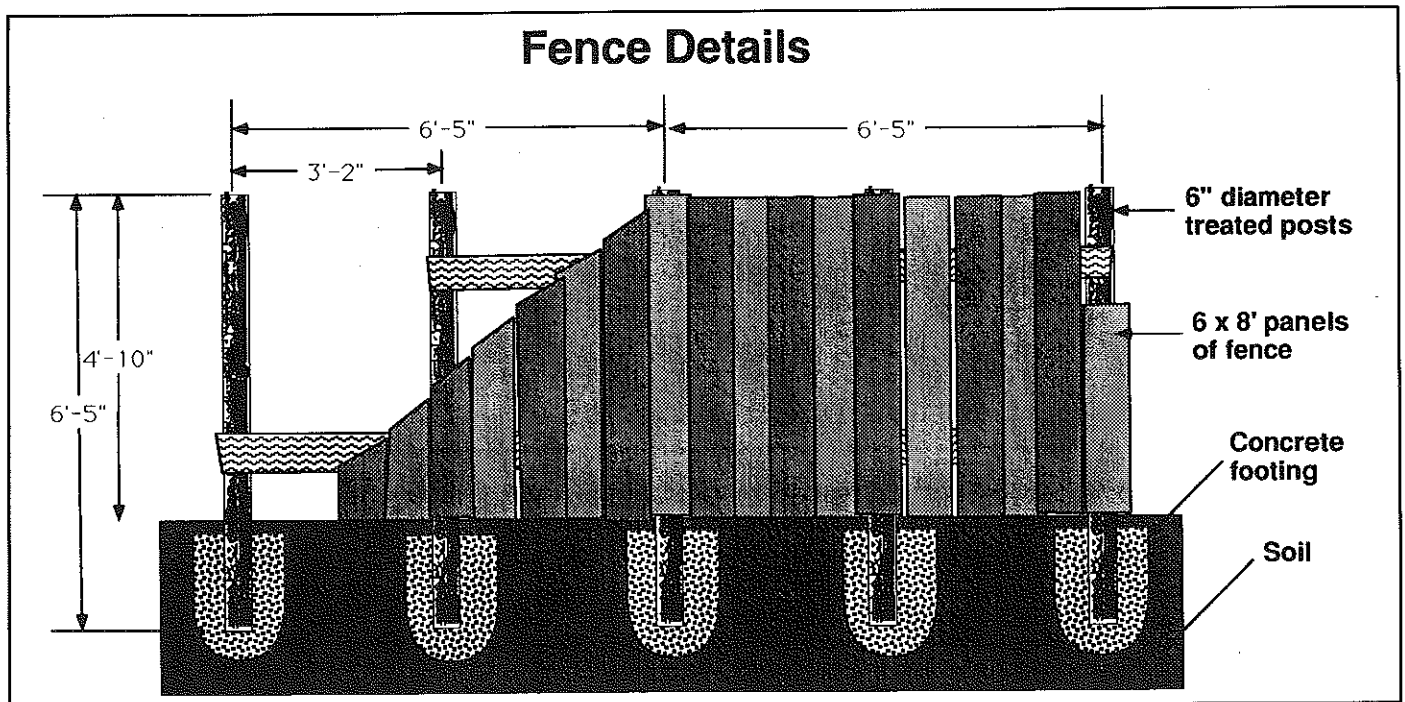 Fence Details
6'-5"
6'-5"
3'-2"
4'-10"
6'-5"
6" diameter
treated posts
6 x 8' panels
of fence
Concrete
footing
Soil